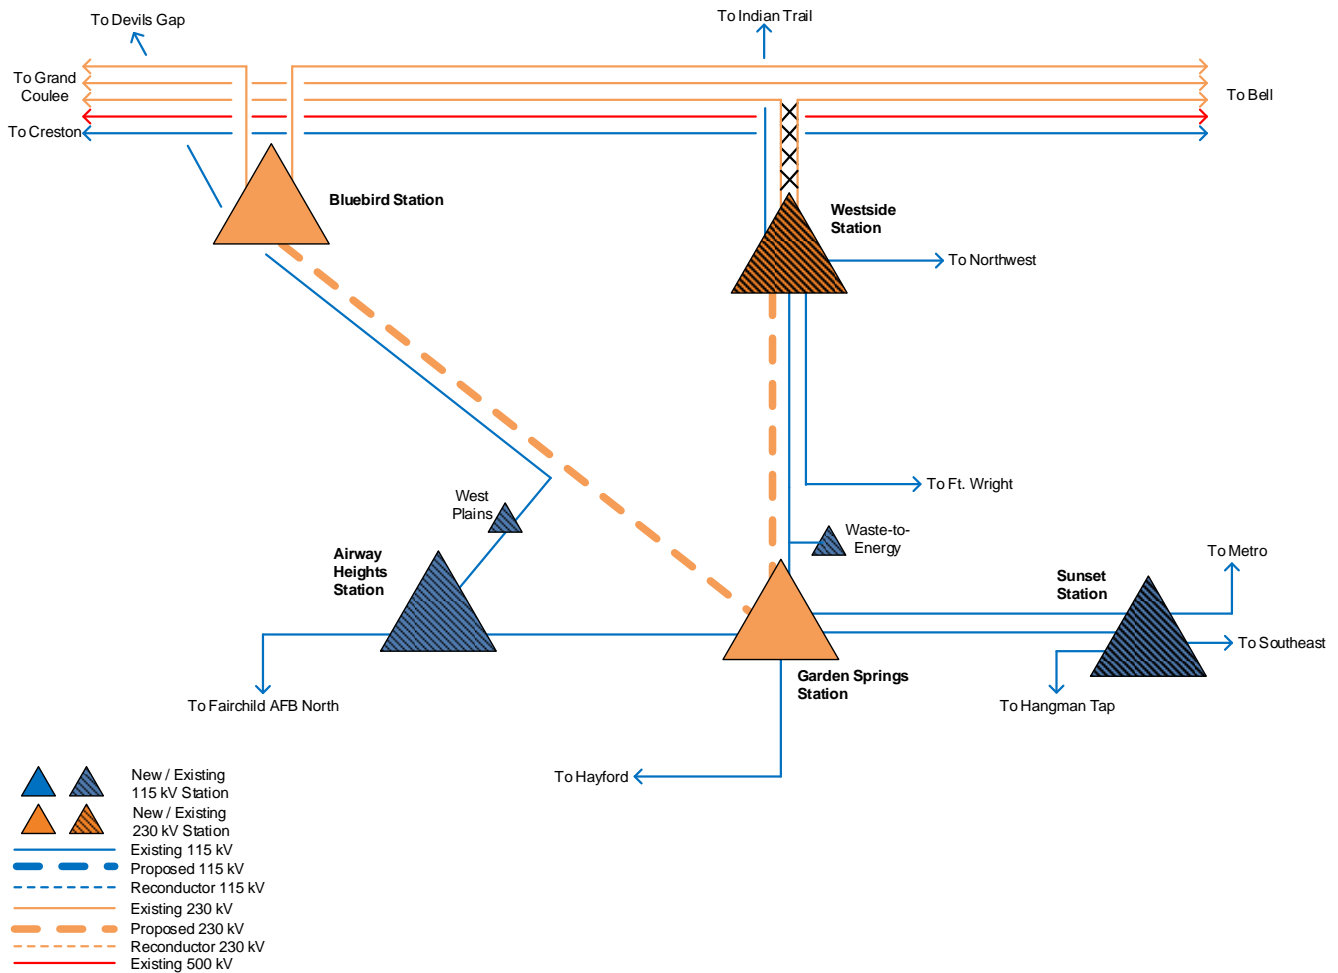 To Devils Gap
To Indian Trail
To Grand
Coulee
To Bell
To Creston
Bluebird Station
Westside
Station
To Northwest
To Ft. Wright
West
Plains
Waste-to-
Energy
Airway
Heights
Station
To Metro
Sunset
Station
To Southeast
Garden Springs
Station
To Fairchild AFB North
To Hangman Tap
To Hayford
New / Existing
115 kV Station
New / Existing
230 kV Station
Existing 115 kV
Proposed 115 kV
Reconductor 115 kV
Existing 230 kV
Proposed 230 kV
Reconductor 230 kV
Existing 500 kV